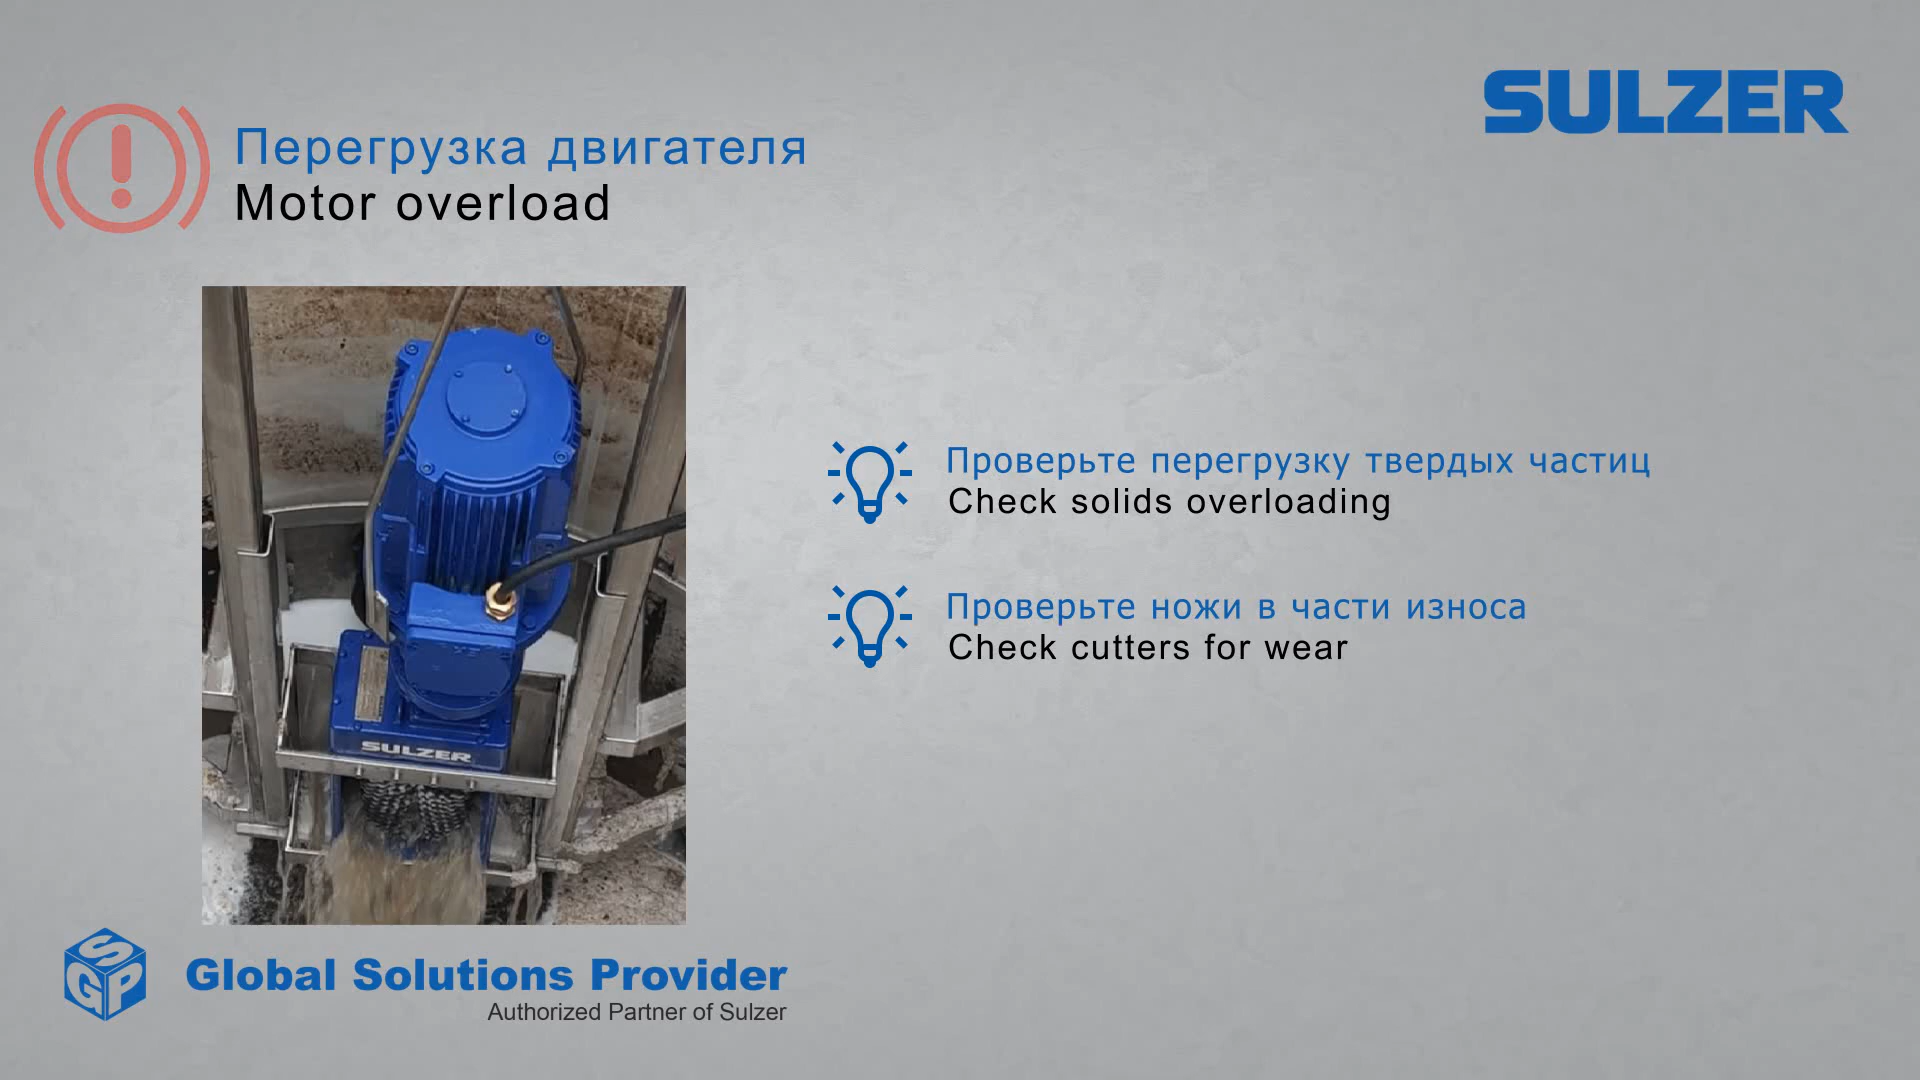 SULZER
Перегрузка двигателя
Motor overload
Проверьте перегрузку твердых частиц
Check solids overloading
Проверьте ножи в части износа
Check cutters for wear
SULZER
SGP
Global Solutions Provider
Authorized Partner of Sulzer